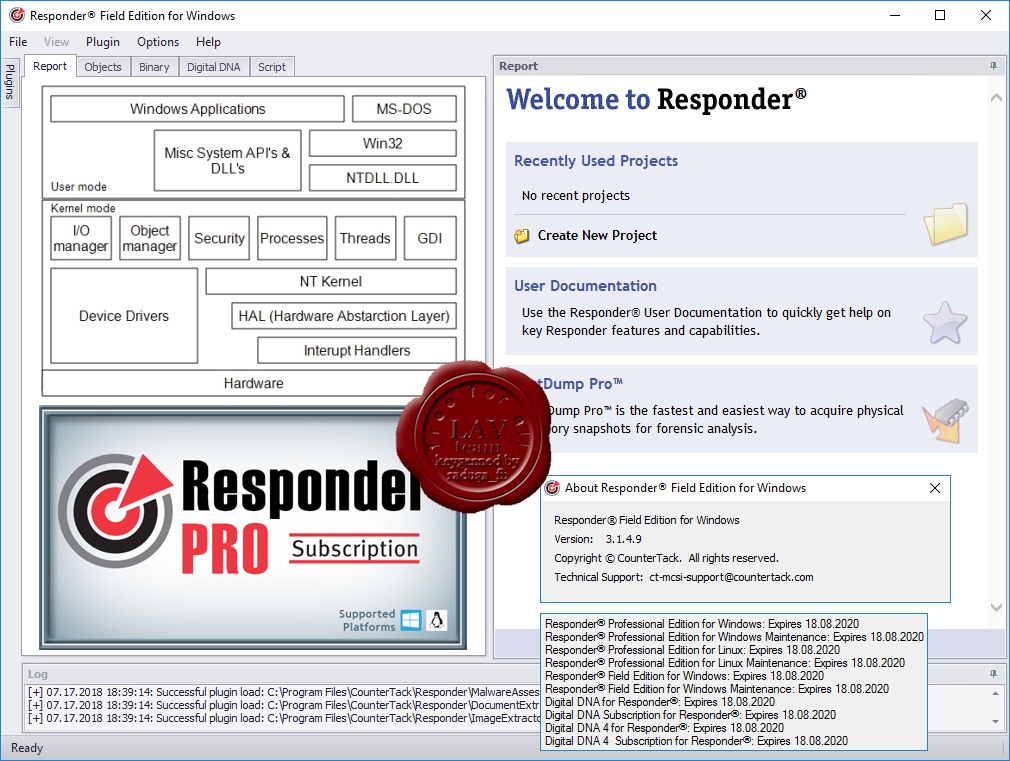 Responder® Field Edition for Windows
File View Plugin Options Help
Plugins
Report Objects Binary Digital DNA Script
Windows Applications
MS-DOS
Misc System API's &
DLL's
Win32
NTDLL.DLL
User mode
Kernel mode
I/O
manager
Object
manager
Security
Processes
Threads
GDI
Device Drivers
NT Kernel
HAL (Hardware Abstarction Layer)
Interupt Handlers
Hardware
Responder
PRO
Subscription
Supported
Platforms
free for all
LAV
team
keygenned by
raduga_fb
Report
Welcome to Responder®
Recently Used Projects
No recent projects
Create New Project
User Documentation
Use the Responder® User Documentation to quickly get help on
key Responder features and capabilities.
tDump Pro™
Dump Pro™ is the fastest and easiest way to acquire physical
ory snapshots for forensic analysis.
About Responder® Field Edition for Windows
Responder® Field Edition for Windows
Version: 3.1.4.9
Copyright © CounterTack. All rights reserved.
Technical Support: ct-mcsi-support@countertack.com
Responder® Professional Edition for Windows: Expires 18.08.2020
Responder® Professional Edition for Windows Maintenance: Expires 18.08.2020
Responder® Professional Edition for Linux: Expires 18.08.2020
Responder® Professional Edition for Linux Maintenance: Expires 18.08.2020
Responder® Field Edition for Windows: Expires 18.08.2020
Responder® Field Edition for Windows Maintenance: Expires 18.08.2020
Digital DNA for Responder®: Expires 18.08.2020
Digital DNA Subscription for Responder®: Expires 18.08.2020
Digital DNA 4 for Responder®: Expires 18.08.2020
Digital DNA 4 Subscription for Responder®: Expires 18.08.2020
Log
[+] 07.17.2018 18:39:14: Successful plugin load: C:\Program Files\CounterTack\Responder\MalwareAsses
[+] 07.17.2018 18:39:14: Successful plugin load: C:\Program Files\CounterTack\Responder\DocumentExtr
[+] 07.17.2018 18:39:14: Successful plugin load: C:\Program Files\CounterTack\Responder\ImageExtracto
Ready